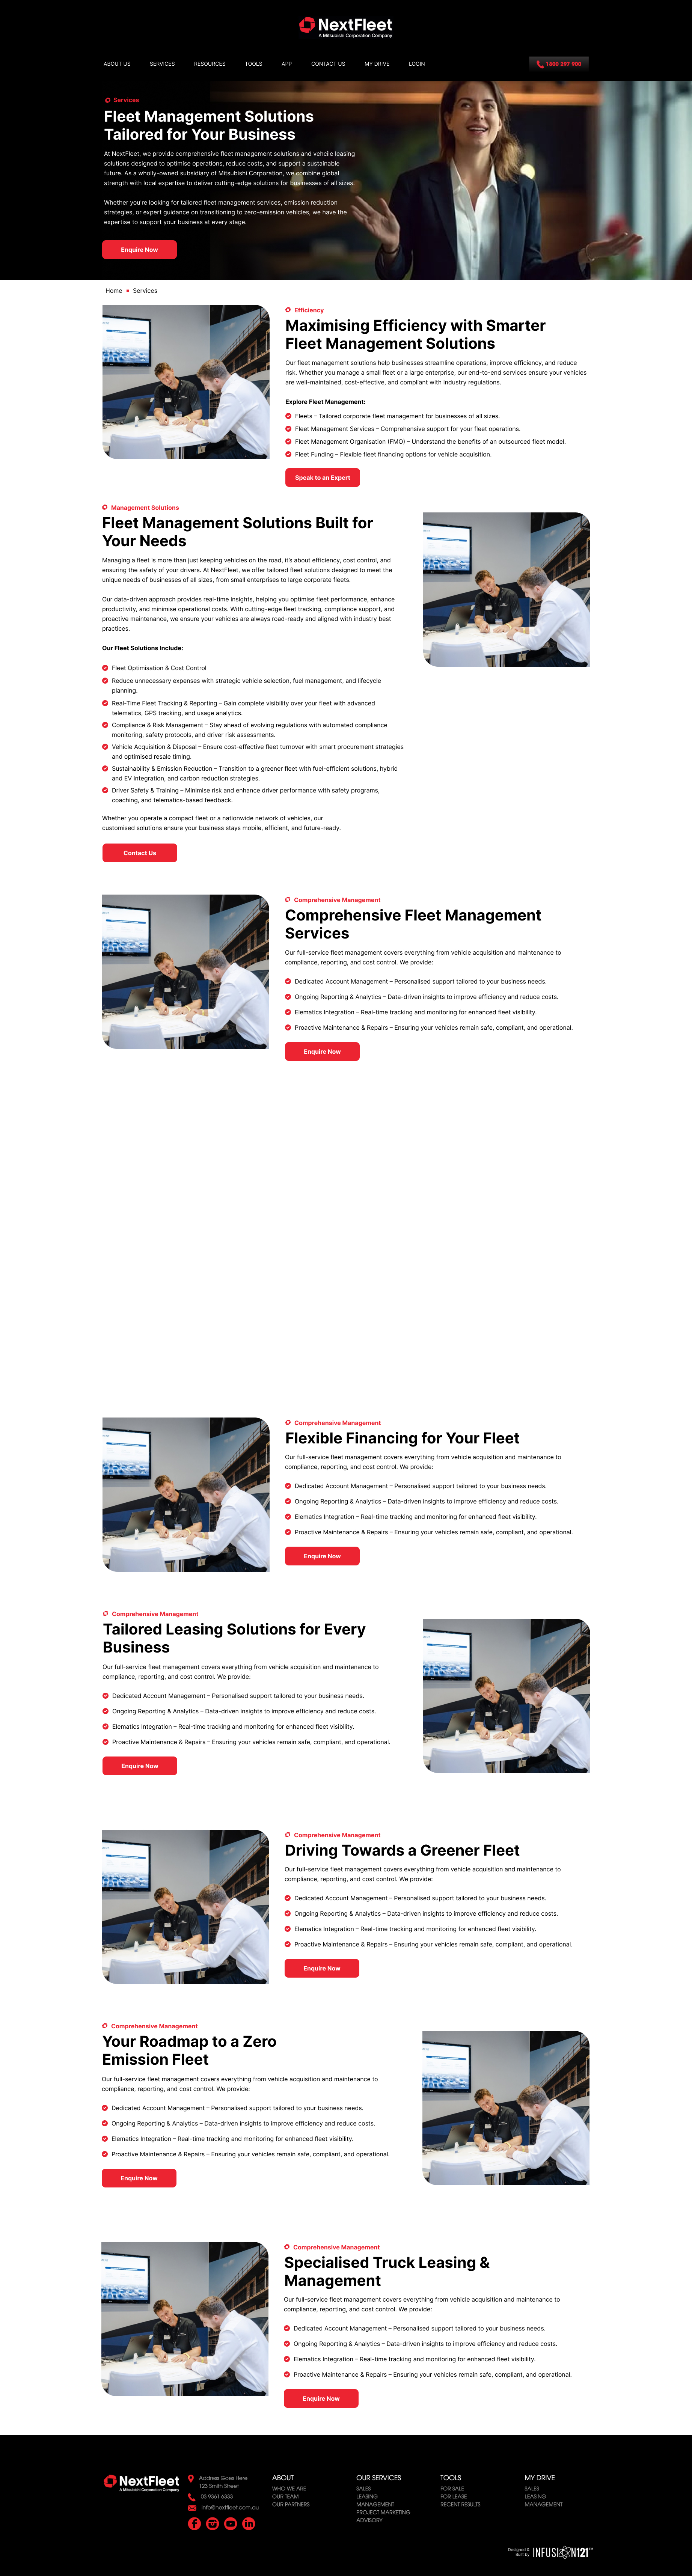 NextFleet
A Mitsubishi Corporation Company
ABOUT US
SERVICES
RESOURCES
TOOLS
APP
CONTACT US
MY DRIVE
LOGIN
1800 297 900
Services
Fleet Management Solutions
Tailored for Your Business
At NextFleet, we provide comprehensive fleet management solutions and vehicle leasing
solutions designed to optimise operations, reduce costs, and support a sustainable
future. As a wholly-owned subsidiary of Mitsubishi Corporation, we combine global
strength with local expertise to deliver cutting-edge solutions for businesses of all sizes.
Whether you're looking for tailored fleet management services, emission reduction
strategies, or expert guidance on transitioning to zero-emission vehicles, we have the
expertise to support your business at every stage.
Enquire Now
Home • Services
Efficiency
Maximising Efficiency with Smarter
Fleet Management Solutions
Our fleet management solutions help businesses streamline operations, improve efficiency, and reduce
risk. Whether you manage a small fleet or a large enterprise, our end-to-end services ensure your vehicles
are well-maintained, cost-effective, and compliant with industry regulations.
Explore Fleet Management:
Fleets – Tailored corporate fleet management for businesses of all sizes.
Fleet Management Services – Comprehensive support for your fleet operations.
Fleet Management Organisation (FMO) – Understand the benefits of an outsourced fleet model.
Fleet Funding – Flexible fleet financing options for vehicle acquisition.
Speak to an Expert
Management Solutions
Fleet Management Solutions Built for
Your Needs
Managing a fleet is more than just keeping vehicles on the road, it's about efficiency, cost control, and
ensuring the safety of your drivers. At NextFleet, we offer tailored fleet solutions designed to meet the
unique needs of businesses of all sizes, from small enterprises to large corporate fleets.
Our data-driven approach provides real-time insights, helping you optimise fleet performance, enhance
productivity, and minimise operational costs. With cutting-edge fleet tracking, compliance support, and
proactive maintenance, we ensure your vehicles are always road-ready and aligned with industry best
practices.
Our Fleet Solutions Include:
Fleet Optimisation & Cost Control
Reduce unnecessary expenses with strategic vehicle selection, fuel management, and lifecycle
planning.
Real-Time Fleet Tracking & Reporting – Gain complete visibility over your fleet with advanced
telematics, GPS tracking, and usage analytics.
Compliance & Risk Management – Stay ahead of evolving regulations with automated compliance
monitoring, safety protocols, and driver risk assessments.
Vehicle Acquisition & Disposal – Ensure cost-effective fleet turnover with smart procurement strategies
and optimised resale timing.
Sustainability & Emission Reduction – Transition to a greener fleet with fuel-efficient solutions, hybrid
and EV integration, and carbon reduction strategies.
Driver Safety & Training – Minimise risk and enhance driver performance with safety programs,
coaching, and telematics-based feedback.
Whether you operate a compact fleet or a nationwide network of vehicles, our
customised solutions ensure your business stays mobile, efficient, and future-ready.
Contact Us
Comprehensive Management
Comprehensive Fleet Management
Services
Our full-service fleet management covers everything from vehicle acquisition and maintenance to
compliance, reporting, and cost control. We provide:
Dedicated Account Management – Personalised support tailored to your business needs.
Ongoing Reporting & Analytics – Data-driven insights to improve efficiency and reduce costs.
Elematics Integration – Real-time tracking and monitoring for enhanced fleet visibility.
Proactive Maintenance & Repairs – Ensuring your vehicles remain safe, compliant, and operational.
Enquire Now
Comprehensive Management
Flexible Financing for Your Fleet
Our full-service fleet management covers everything from vehicle acquisition and maintenance to
compliance, reporting, and cost control. We provide:
Dedicated Account Management – Personalised support tailored to your business needs.
Ongoing Reporting & Analytics – Data-driven insights to improve efficiency and reduce costs.
Elematics Integration – Real-time tracking and monitoring for enhanced fleet visibility.
Proactive Maintenance & Repairs – Ensuring your vehicles remain safe, compliant, and operational.
Enquire Now
Comprehensive Management
Tailored Leasing Solutions for Every
Business
Our full-service fleet management covers everything from vehicle acquisition and maintenance to
compliance, reporting, and cost control. We provide:
Dedicated Account Management – Personalised support tailored to your business needs.
Ongoing Reporting & Analytics – Data-driven insights to improve efficiency and reduce costs.
Elematics Integration – Real-time tracking and monitoring for enhanced fleet visibility.
Proactive Maintenance & Repairs – Ensuring your vehicles remain safe, compliant, and operational.
Enquire Now
Comprehensive Management
Driving Towards a Greener Fleet
Our full-service fleet management covers everything from vehicle acquisition and maintenance to
compliance, reporting, and cost control. We provide:
Dedicated Account Management – Personalised support tailored to your business needs.
Ongoing Reporting & Analytics – Data-driven insights to improve efficiency and reduce costs.
Elematics Integration – Real-time tracking and monitoring for enhanced fleet visibility.
Proactive Maintenance & Repairs – Ensuring your vehicles remain safe, compliant, and operational.
Enquire Now
Comprehensive Management
Your Roadmap to a Zero
Emission Fleet
Our full-service fleet management covers everything from vehicle acquisition and maintenance to
compliance, reporting, and cost control. We provide:
Dedicated Account Management – Personalised support tailored to your business needs.
Ongoing Reporting & Analytics – Data-driven insights to improve efficiency and reduce costs.
Elematics Integration – Real-time tracking and monitoring for enhanced fleet visibility.
Proactive Maintenance & Repairs – Ensuring your vehicles remain safe, compliant, and operational.
Enquire Now
Comprehensive Management
Specialised Truck Leasing &
Management
Our full-service fleet management covers everything from vehicle acquisition and maintenance to
compliance, reporting, and cost control. We provide:
Dedicated Account Management – Personalised support tailored to your business needs.
Ongoing Reporting & Analytics – Data-driven insights to improve efficiency and reduce costs.
Elematics Integration – Real-time tracking and monitoring for enhanced fleet visibility.
Proactive Maintenance & Repairs – Ensuring your vehicles remain safe, compliant, and operational.
Enquire Now
NextFleet
A Mitsubishi Corporation Company
Address Goes Here
123 Smith Street
03 9361 6333
info@nextfleet.com.au
ABOUT
WHO WE ARE
OUR TEAM
OUR PARTNERS
OUR SERVICES
SALES
LEASING
MANAGEMENT
PROJECT MARKETING
ADVISORY
TOOLS
FOR SALE
FOR LEASE
RECENT RESULTS
MY DRIVE
SALES
LEASING
MANAGEMENT
Designed &
Built by
INFUSION121™